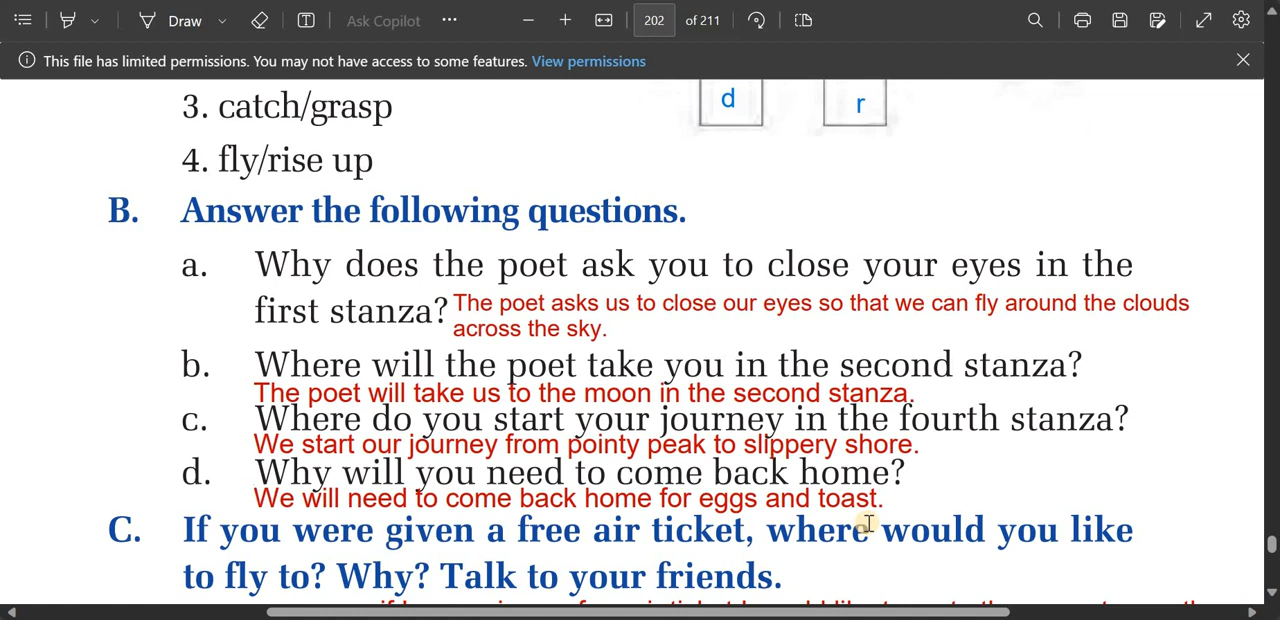 Draw
Ask Copilot
202 of 211
This file has limited permissions. You may not have access to some features. View permissions
d r
3. catch/grasp
4. fly/rise up
B. Answer the following questions.
a. Why does the poet ask you to close your eyes in the
first stanza? The poet asks us to close our eyes so that we can fly around the clouds
across the sky.
b. Where will the poet take you in the second stanza?
The poet will take us to the moon in the second stanza.
c. Where do you start your journey in the fourth stanza?
We start our journey from pointy peak to slippery shore.
d. Why will you need to come back home?
We will need to come back home for eggs and toast.
C. If you were given a free air ticket, where would you like
to fly to? Why? Talk to your friends.